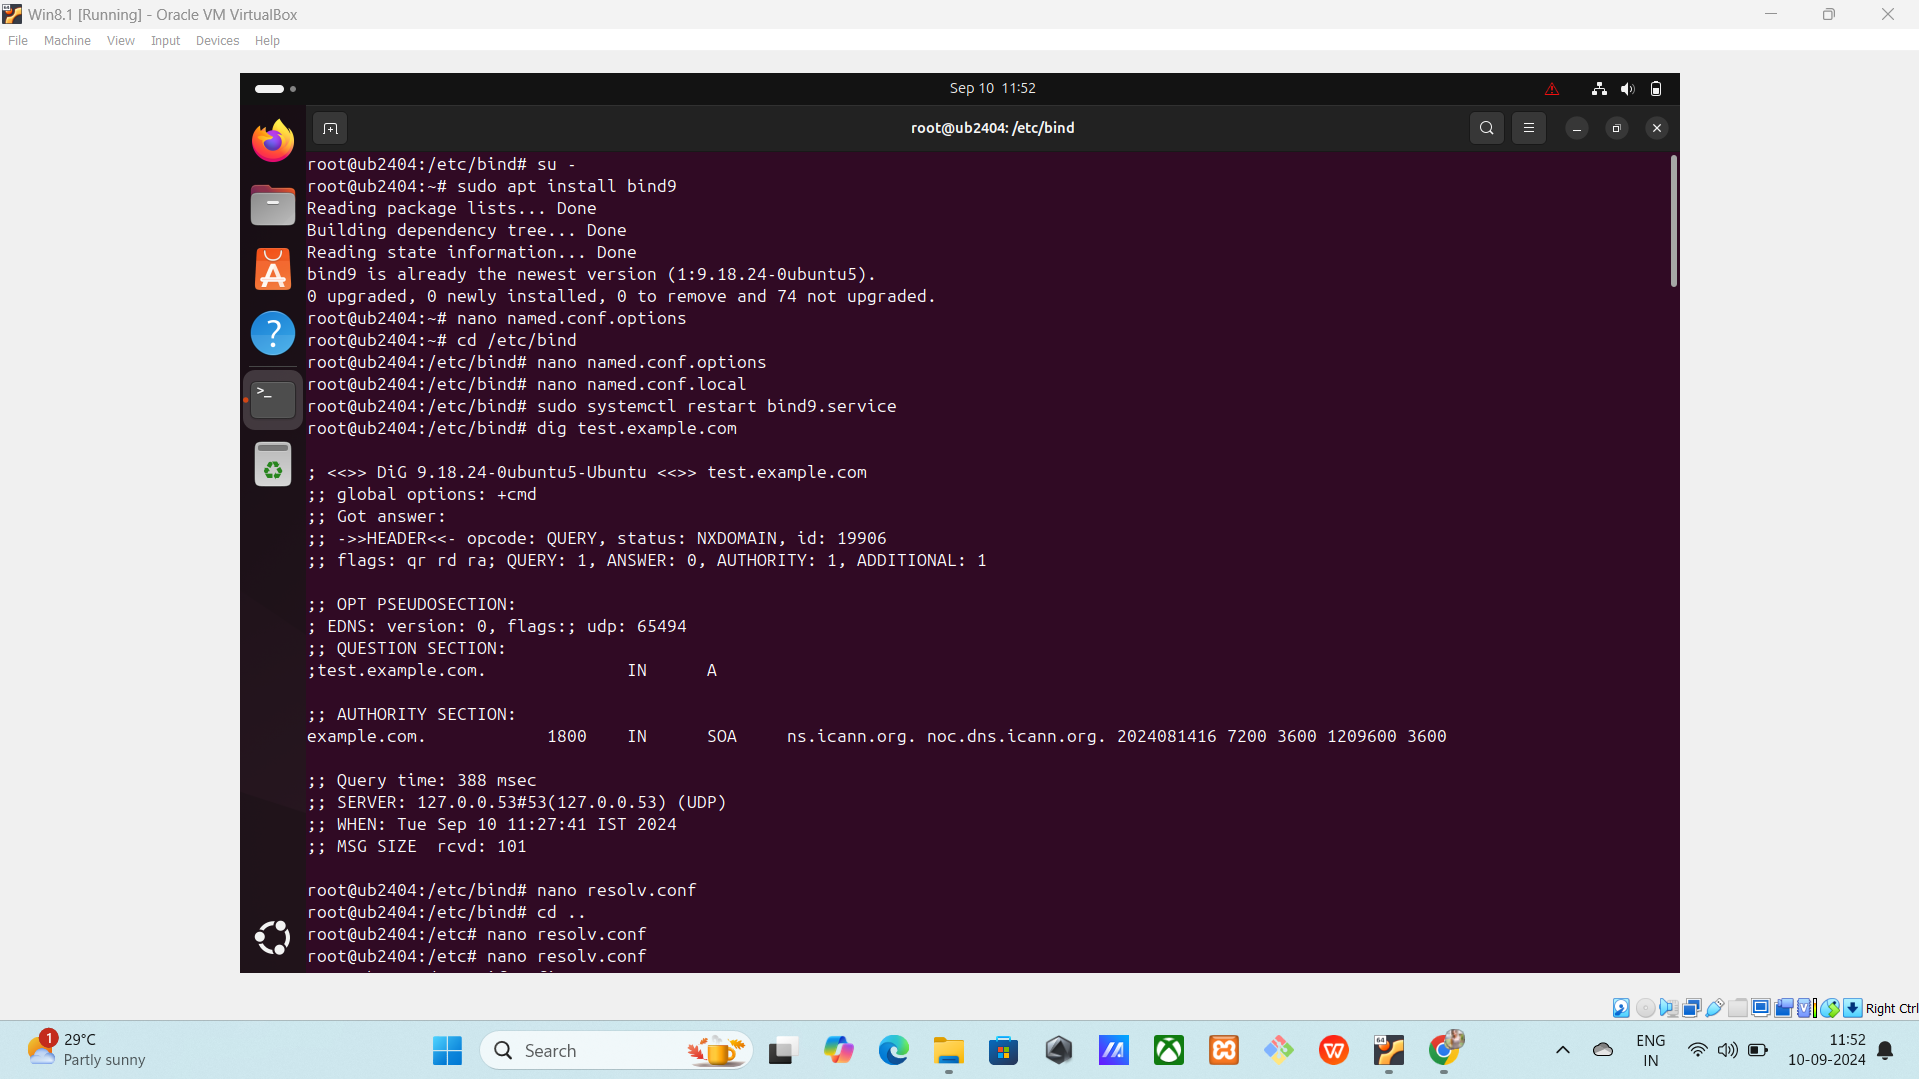 Win8.1 [Running] - Oracle VM VirtualBox
File Machine View Input Devices Help
Sep 10 11:52
root@ub2404: /etc/bind
root@ub2404:/etc/bind# su -
root@ub2404:~# sudo apt install bind9
Reading package lists... Done
Building dependency tree... Done
Reading state information... Done
bind9 is already the newest version (1:9.18.24-0ubuntu5).
0 upgraded, 0 newly installed, 0 to remove and 74 not upgraded.
root@ub2404:~# nano named.conf.options
root@ub2404:~# cd /etc/bind
root@ub2404:/etc/bind# nano named.conf.options
root@ub2404:/etc/bind# nano named.conf.local
root@ub2404:/etc/bind# sudo systemctl restart bind9.service
root@ub2404:/etc/bind# dig test.example.com
; <<>> DiG 9.18.24-0ubuntu5-Ubuntu <<>> test.example.com
;; global options: +cmd
;; Got answer:
;; ->>HEADER<<- opcode: QUERY, status: NXDOMAIN, id: 19906
;; flags: qr rd ra; QUERY: 1, ANSWER: 0, AUTHORITY: 1, ADDITIONAL: 1
;; OPT PSEUDOSECTION:
; EDNS: version: 0, flags:; udp: 65494
;; QUESTION SECTION:
;test.example.com. IN A
;; AUTHORITY SECTION:
example.com. 1800 IN SOA ns.icann.org. noc.dns.icann.org. 2024081416 7200 3600 1209600 3600
;; Query time: 388 msec
;; SERVER: 127.0.0.53#53(127.0.0.53) (UDP)
;; WHEN: Tue Sep 10 11:27:41 IST 2024
;; MSG SIZE rcvd: 101
root@ub2404:/etc/bind# nano resolv.conf
root@ub2404:/etc/bind# cd ..
root@ub2404:/etc# nano resolv.conf
root@ub2404:/etc# nano resolv.conf
Right Ctrl
1
29°C
Partly sunny
Search
ENG
IN
11:52
10-09-2024